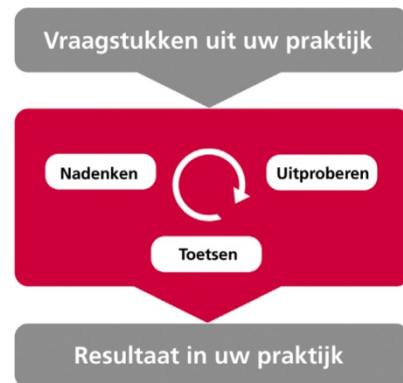 Vraagstukken uit uw praktijk
Nadenken
Uitproberen
Toetsen
Resultaat in uw praktijk